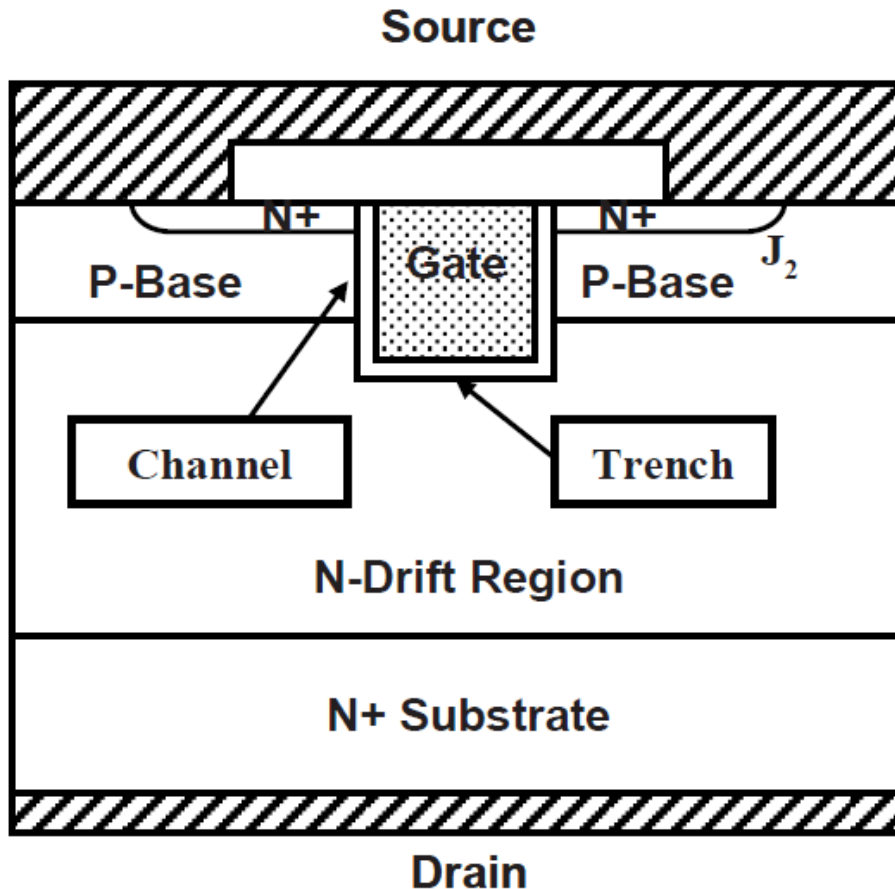 Source
N+ N+
Gate
J2
P-Base P-Base
Channel Trench
N-Drift Region
N+ Substrate
Drain